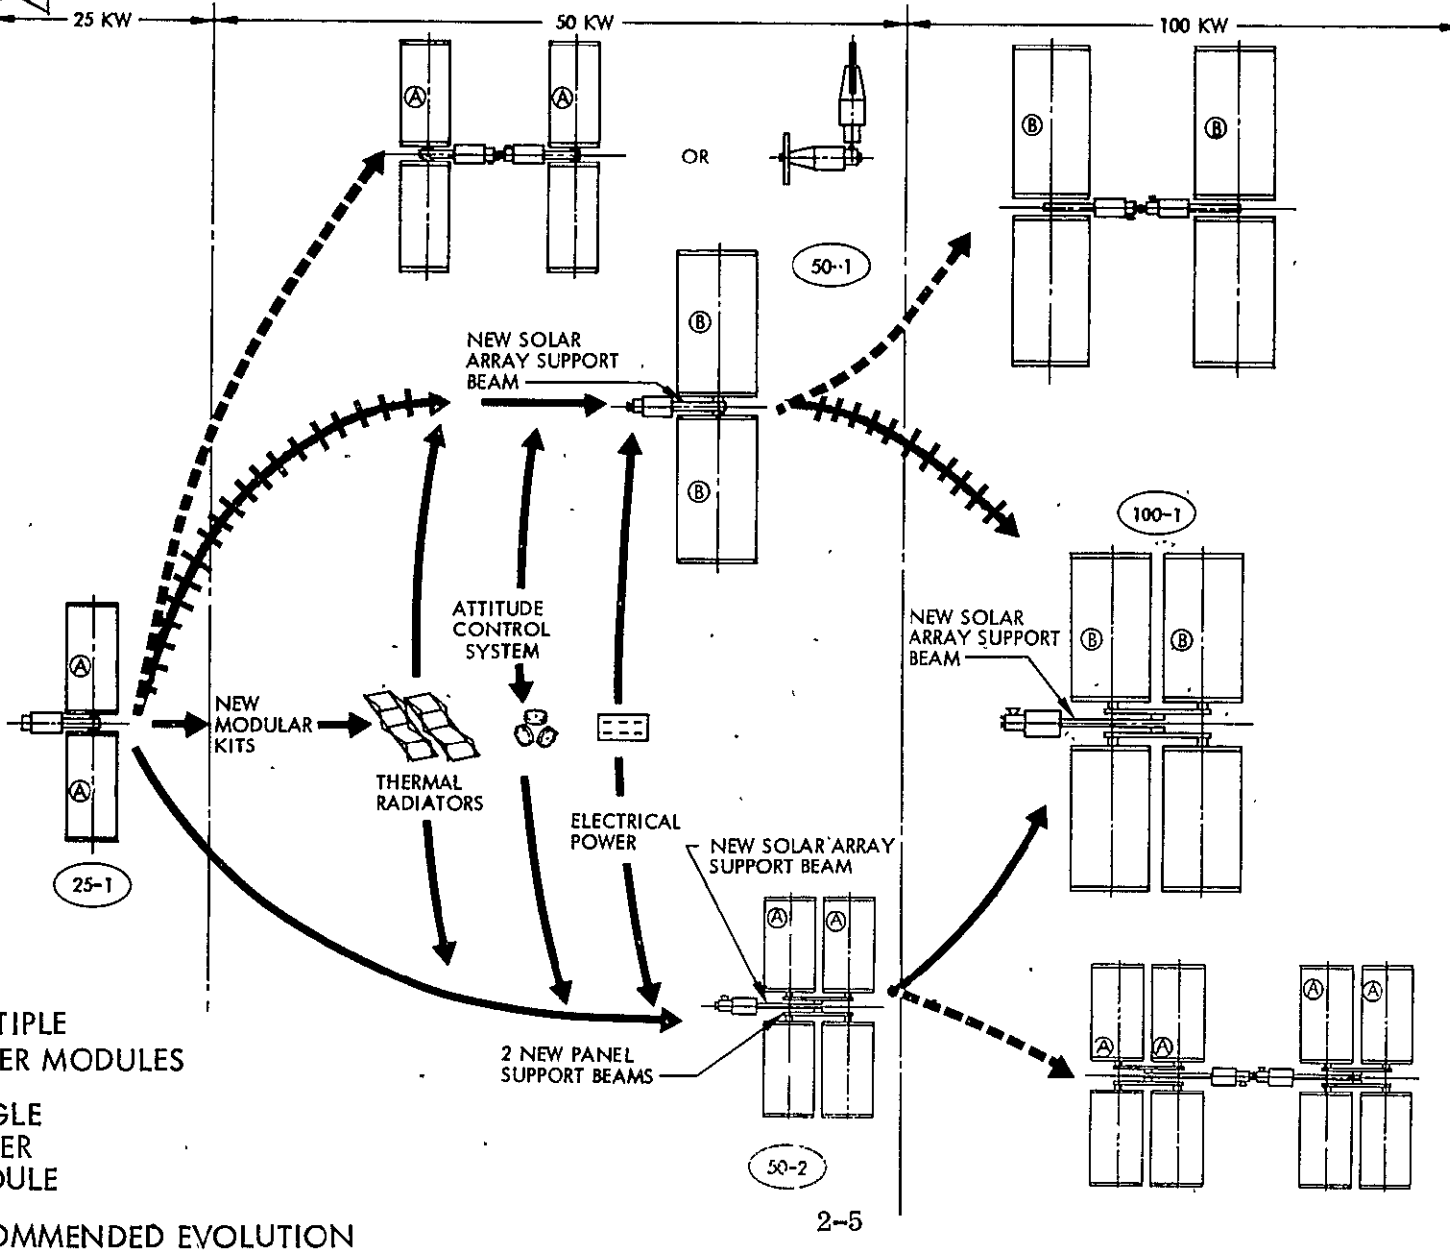 25 KW
50 KW
100 KW
A
A
OR
50-1
B
B
NEW SOLAR
ARRAY SUPPORT
BEAM
B
B
100-1
ATTITUDE
CONTROL
SYSTEM
NEW SOLAR
ARRAY SUPPORT
BEAM
B
B
A
A
25-1
NEW
MODULAR
KITS
THERMAL
RADIATORS
ELECTRICAL
POWER
NEW SOLAR ARRAY
SUPPORT BEAM
A
A
2 NEW PANEL
SUPPORT BEAMS
50-2
A
A
A
A
TIPLE
ER MODULES
GLE
ER
DULE
OMMENDED EVOLUTION
2-5